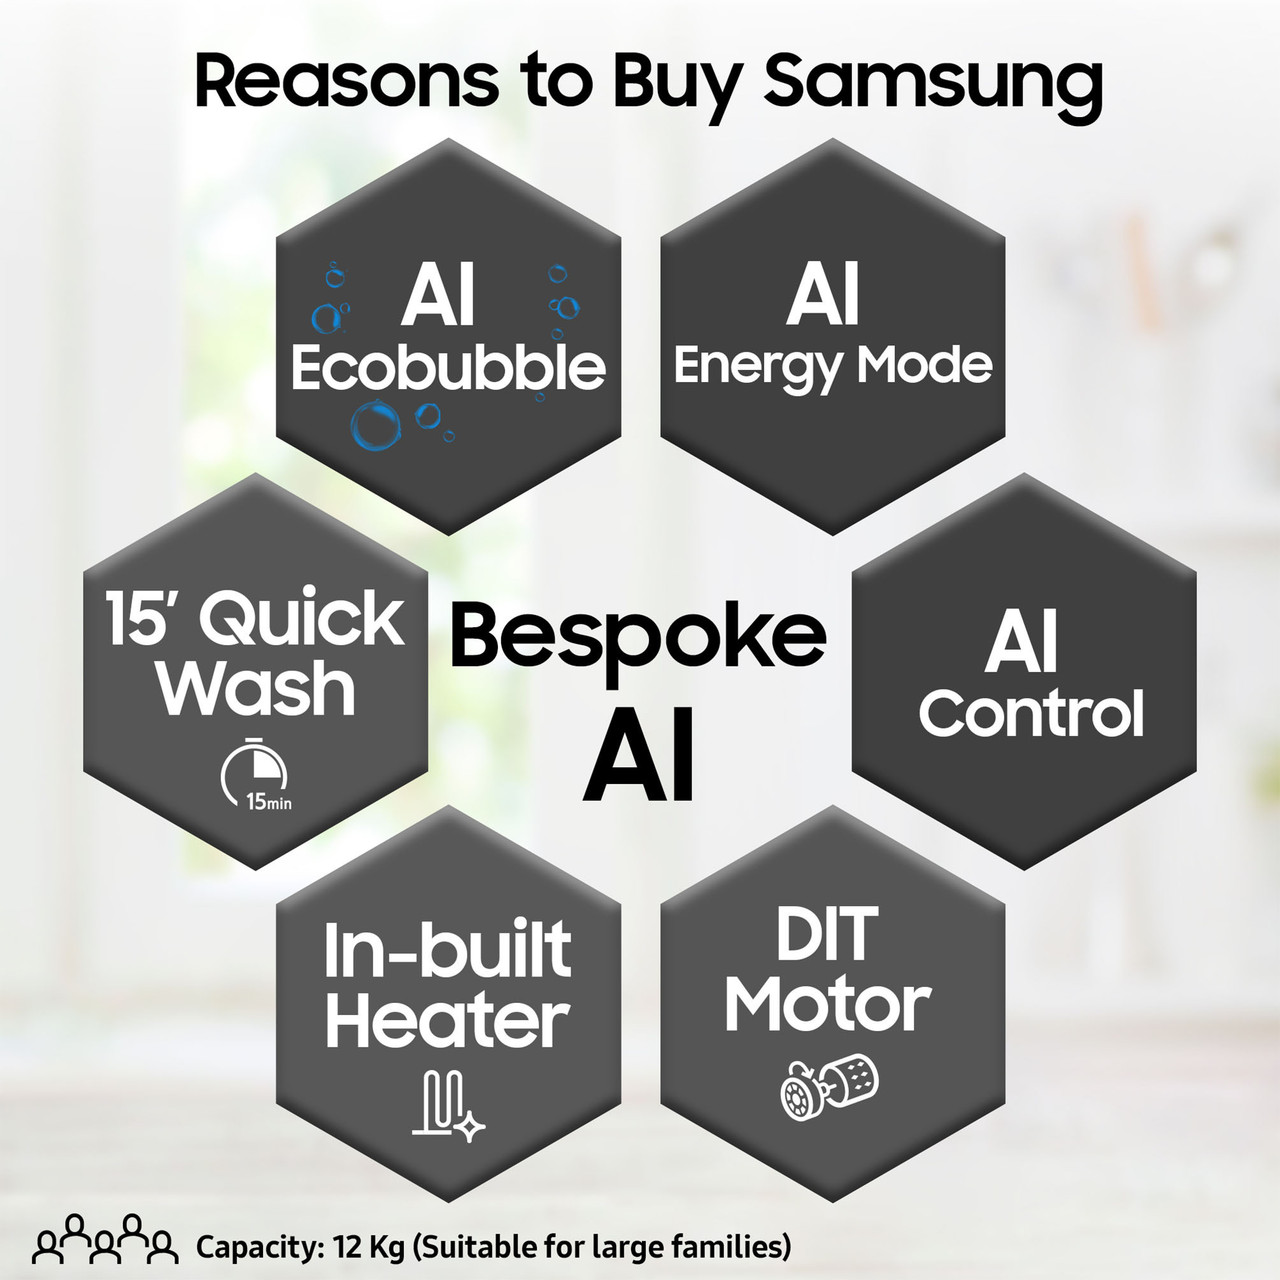 Reasons to Buy Samsung
AI
Ecobubble
AI
Energy Mode
15' Quick
Wash
15min
Bespoke
AI
AI
Control
In-built
Heater
DIT
Motor
Capacity: 12 Kg (Suitable for large families)